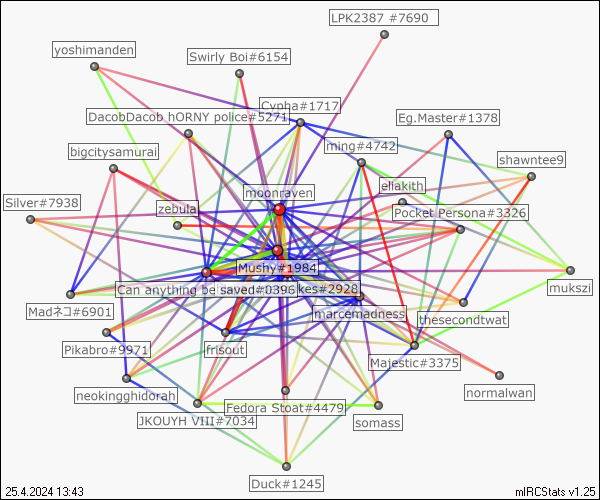 LPK2387 #7690
yoshimanden
Swirly Boi#6154
Cypha#1717
DacobDacob hORNY police#5271
Eg.Master#1378
ming#4742
bigcitysamurai
shawntee9
eliakith
moonraven
Silver#7938
zebula
Pocket Persona#3326
Mushy#1984
mukszi
Can anything be saved#0396
kes#2928
Madネコ#6901
marcemadness
thesecondtwat
Pikabro#9971
frisout
Majestic#3375
normalwan
neokingghidorah
Fedora Stoat#4479
JKOUYH VIII#7034
somass
Duck#1245
25.4.2024 13:43
mIRCStats v1.25